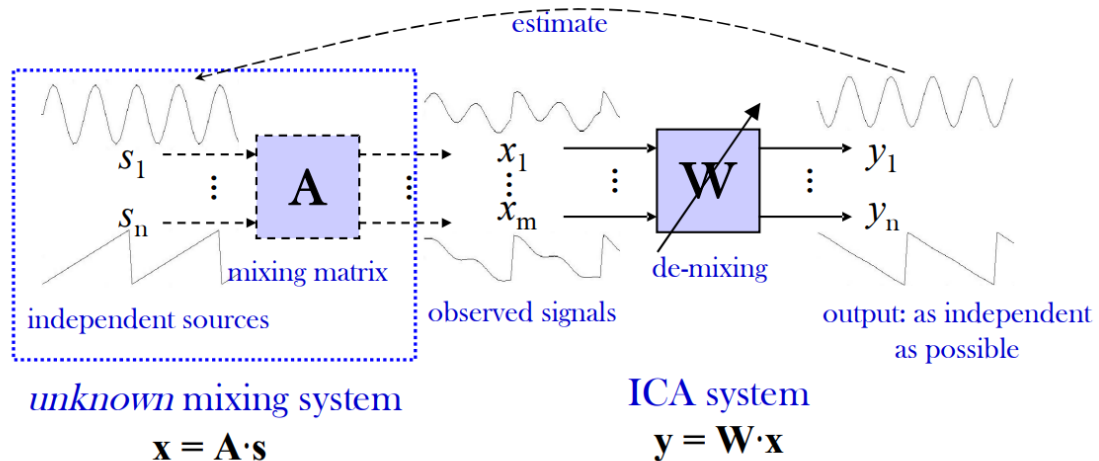 estimate
s₁
⋮
sₙ
A
⋮
x₁
⋮
xₘ
⋮
W
⋮
y₁
yₙ
mixing matrix
de-mixing
independent sources
observed signals
output: as independent
as possible
unknown mixing system
ICA system
x = A·s
y = W·x